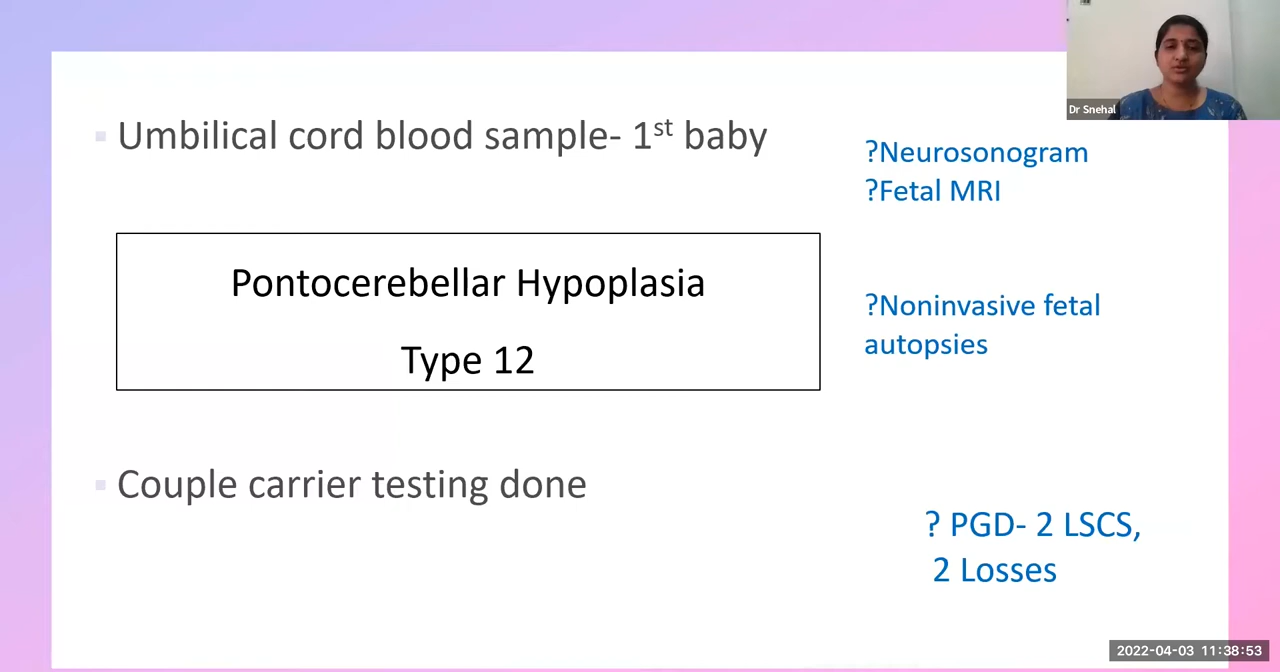 Dr Snehal
Umbilical cord blood sample- 1st baby
?Neurosonogram
?Fetal MRI
Pontocerebellar Hypoplasia
Type 12
?Noninvasive fetal
autopsies
Couple carrier testing done
? PGD- 2 LSCS,
2 Losses
2022-04-03 11:38:53